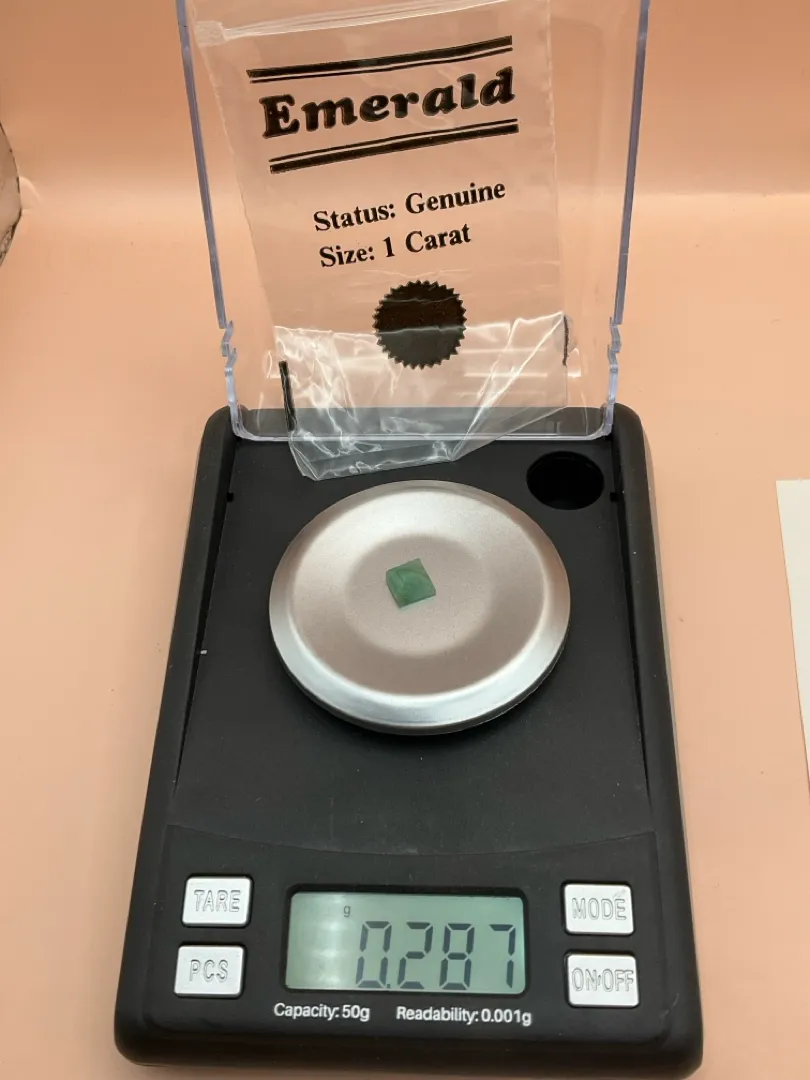 Emerald
Status: Genuine
Size: 1 Carat
TARE
MODE
g
0.287
PCS
ON·OFF
Capacity: 50g Readability: 0.001g